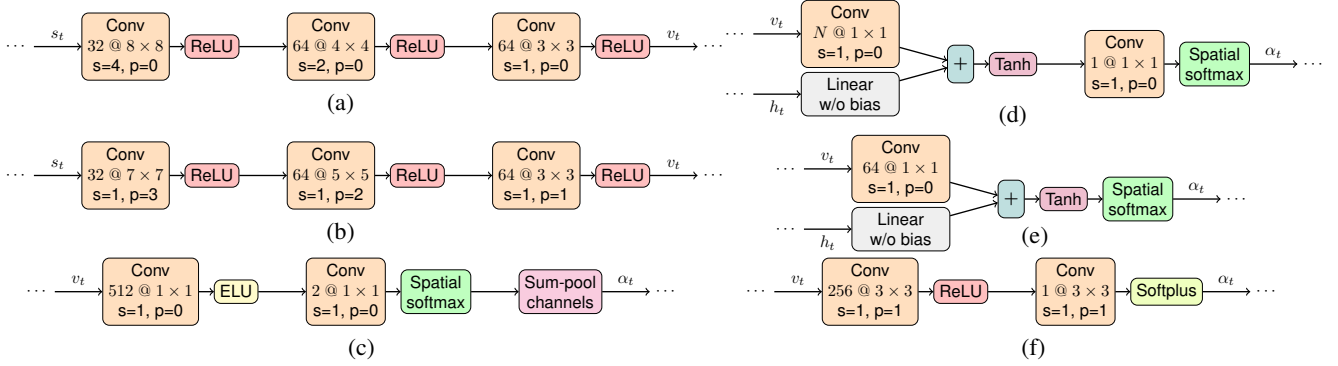 ··· s_t Conv
32 @ 8 × 8
s=4, p=0
ReLU
Conv
64 @ 4 × 4
s=2, p=0
ReLU
Conv
64 @ 3 × 3
s=1, p=0
ReLU
v_t ···
(a)
··· s_t Conv
32 @ 7 × 7
s=1, p=3
ReLU
Conv
64 @ 5 × 5
s=1, p=2
ReLU
Conv
64 @ 3 × 3
s=1, p=1
ReLU
v_t ···
(b)
··· v_t Conv
512 @ 1 × 1
s=1, p=0
ELU
Conv
2 @ 1 × 1
s=1, p=0
Spatial
softmax
Sum-pool
channels
α_t ···
(c)
v_t
Conv
N @ 1 × 1
s=1, p=0
··· h_t
Linear
w/o bias
+
Tanh
Conv
1 @ 1 × 1
s=1, p=0
Spatial
softmax
α_t ···
(d)
··· v_t
Conv
64 @ 1 × 1
s=1, p=0
··· h_t
Linear
w/o bias
+
Tanh
Spatial
softmax
α_t ···
(e)
··· v_t
Conv
256 @ 3 × 3
s=1, p=1
ReLU
Conv
1 @ 3 × 3
s=1, p=1
Softplus
α_t ···
(f)